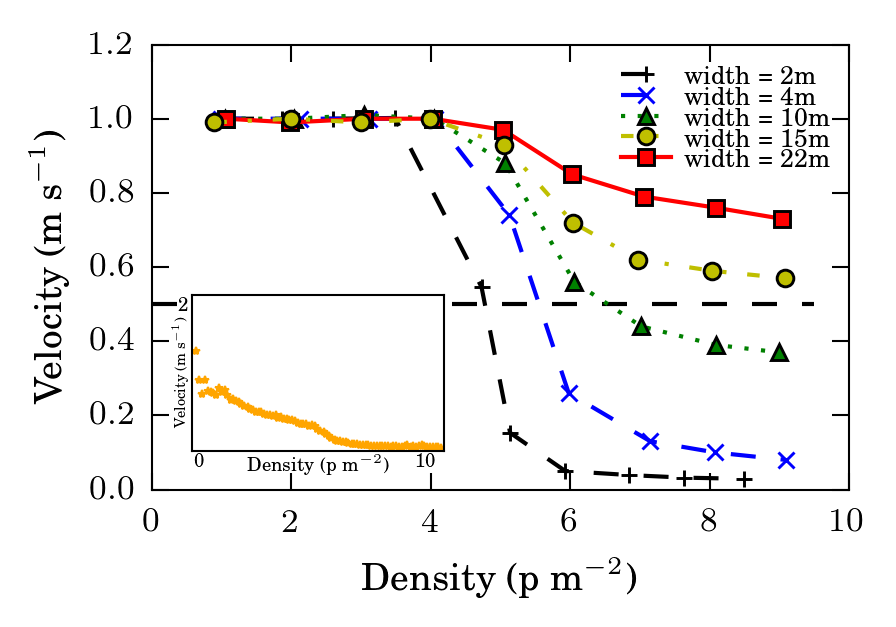 1.2
1.0
0.8
0.6
0.4
0.2
0.0
Velocity (m s⁻¹)
width = 2m
width = 4m
width = 10m
width = 15m
width = 22m
2
Velocity (m s⁻¹)
0
10
Density (p m⁻²)
0
2
4
6
8
10
Density (p m⁻²)